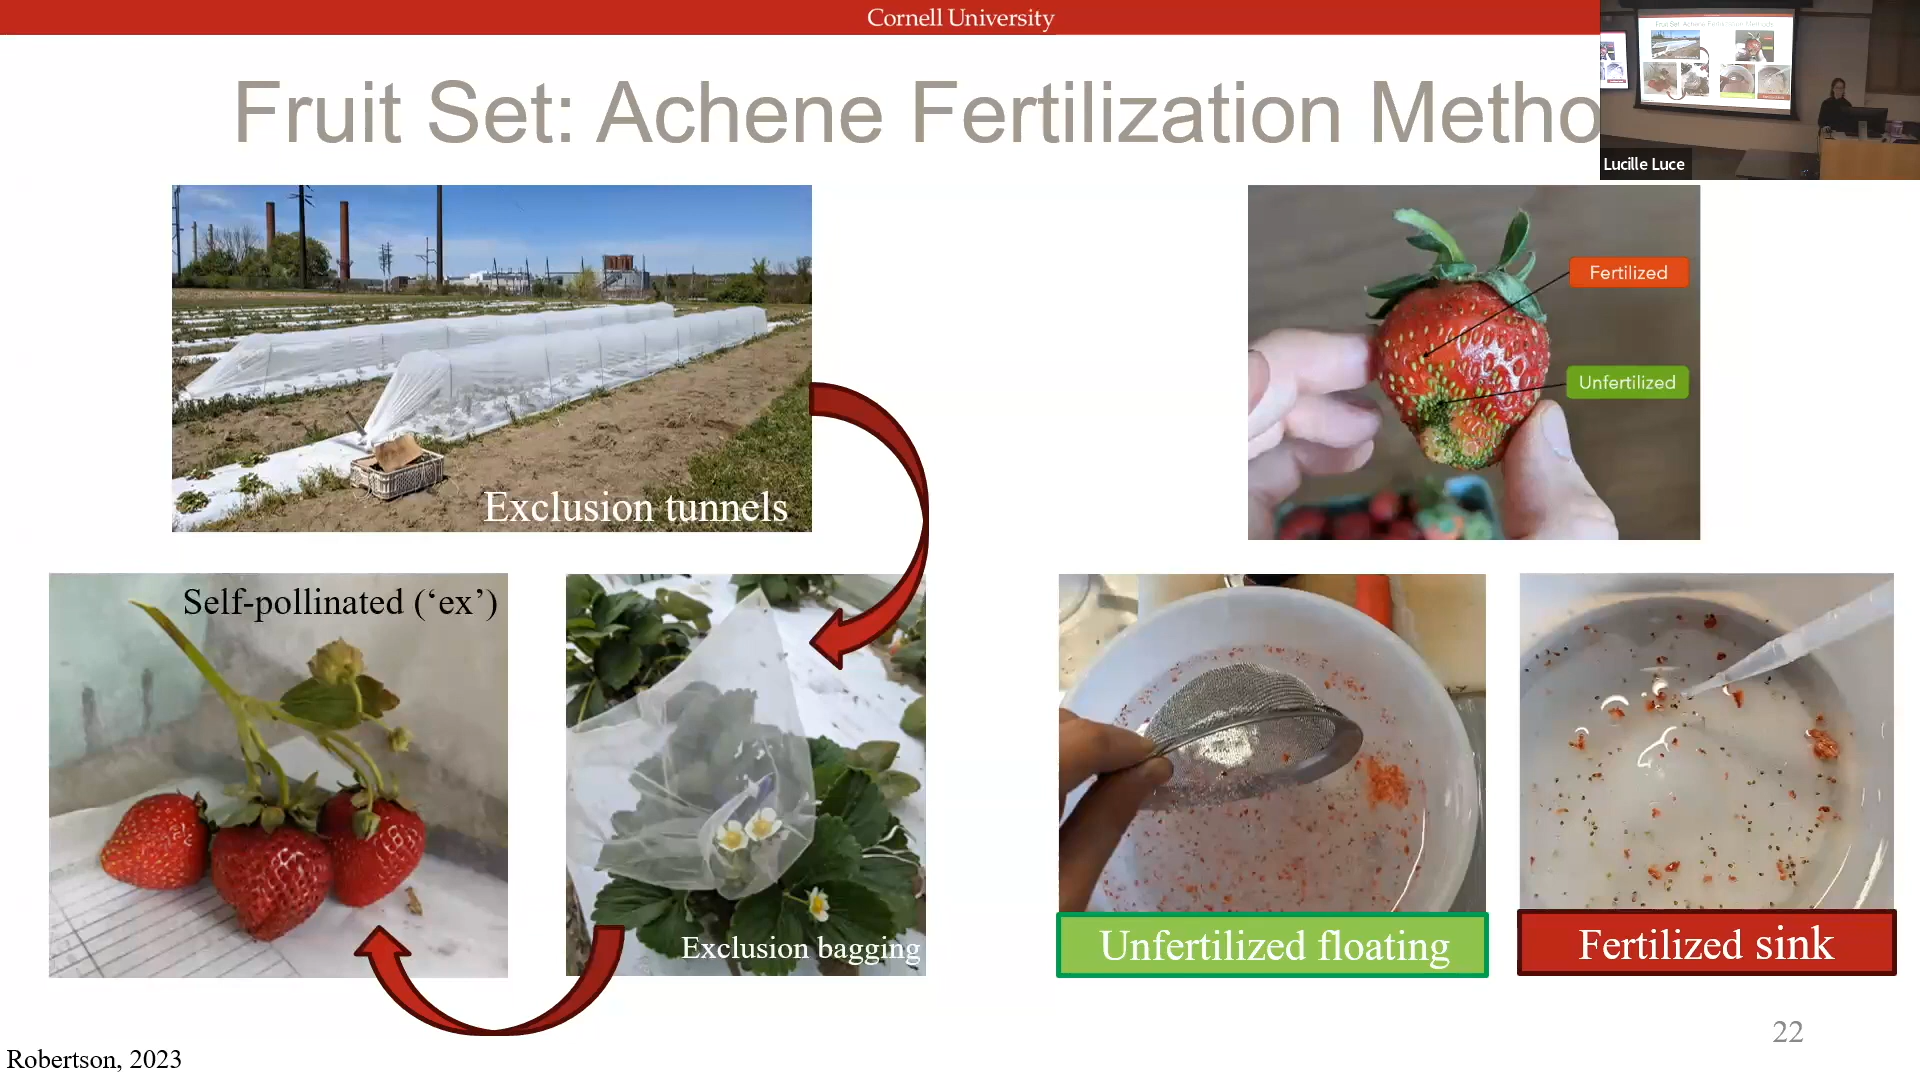 Cornell University
Fruit Set: Achene Fertilization Metho
Lucille Luce
Fertilized
Unfertilized
Exclusion tunnels
Self-pollinated (‘ex’)
Exclusion bagging
Unfertilized floating
Fertilized sink
22
Robertson, 2023